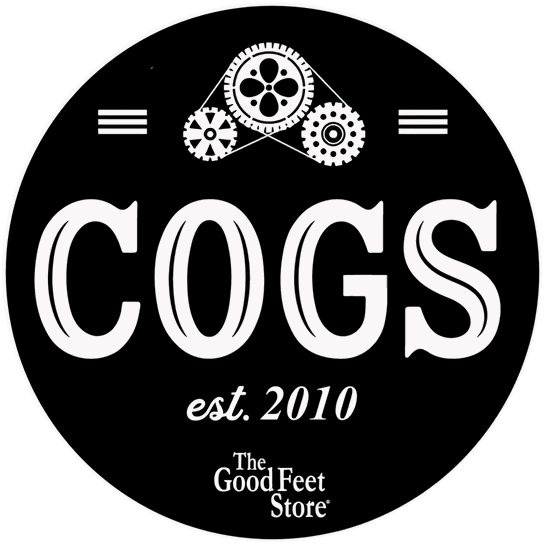 COGS
est. 2010
The
Good Feet
Store®